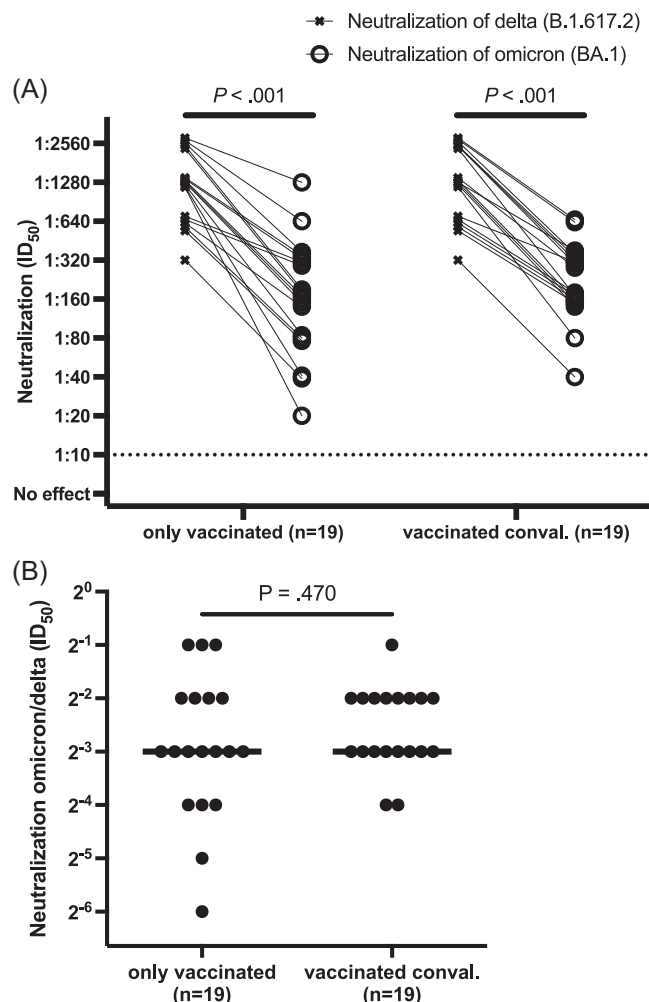 Neutralization of delta (B.1.617.2)
Neutralization of omicron (BA.1)
(A)
P < .001
P < .001
Neutralization (ID50)
1:2560
1:1280
1:640
1:320
1:160
1:80
1:40
1:20
1:10
No effect
only vaccinated (n=19)
vaccinated conval. (n=19)
(B)
P = .470
Neutralization omicron/delta (ID50)
2^0
2^-1
2^-2
2^-3
2^-4
2^-5
2^-6
only vaccinated
(n=19)
vaccinated conval.
(n=19)